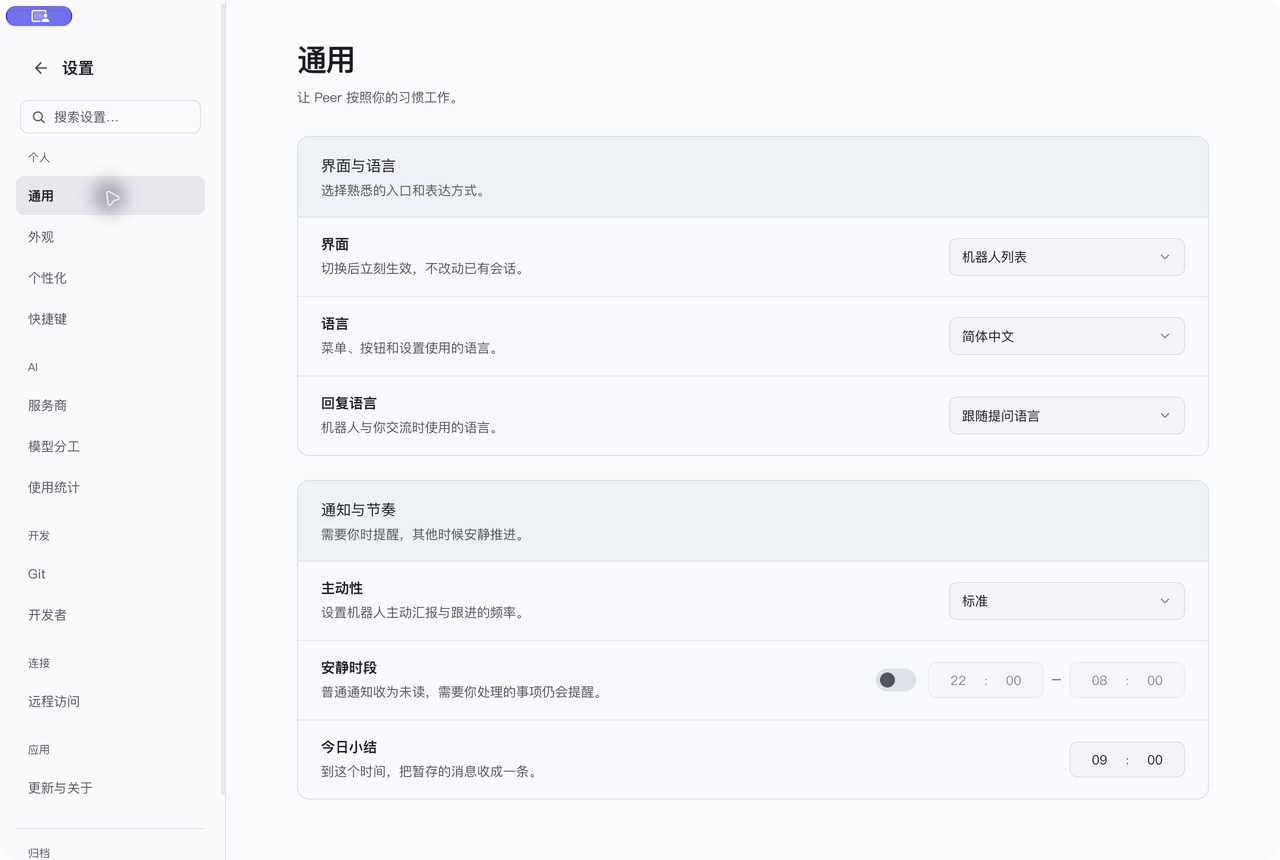 设置
搜索设置...
个人
通用
外观
个性化
快捷键
AI
服务商
模型分工
使用统计
开发
Git
开发者
连接
远程访问
应用
更新与关于
归档
通用
让 Peer 按照你的习惯工作。
界面与语言
选择熟悉的入口和表达方式。
界面
切换后立刻生效，不改动已有会话。
机器人列表
语言
菜单、按钮和设置使用的语言。
简体中文
回复语言
机器人与你交流时使用的语言。
跟随提问语言
通知与节奏
需要你时提醒，其他时候安静推进。
主动性
设置机器人主动汇报与跟进的频率。
标准
安静时段
普通通知收为未读，需要你处理的事项仍会提醒。
22 : 00 – 08 : 00
今日小结
到这个时间，把暂存的消息收成一条。
09 : 00